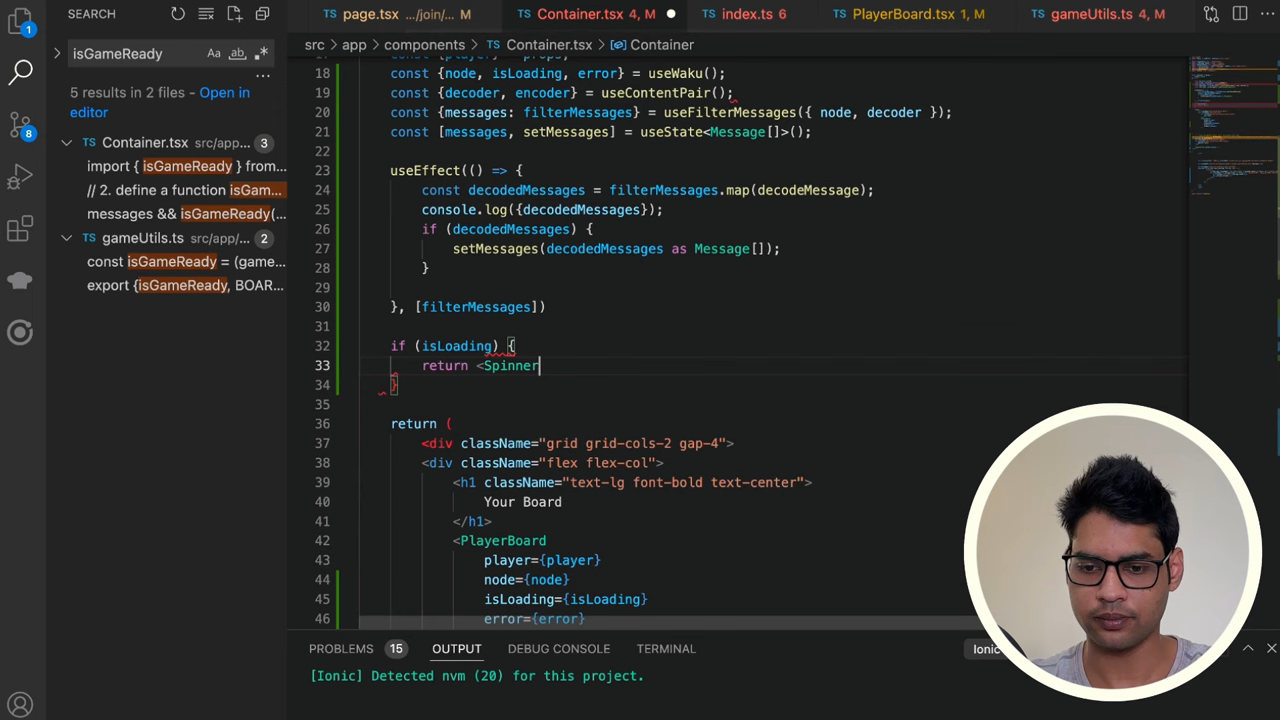 SEARCH
page.tsx .../join/... M
Container.tsx 4, M
index.ts 6
PlayerBoard.tsx 1, M
gameUtils.ts 4, M
1
isGameReady
Aa ab
src > app > components > Container.tsx > Container
5 results in 2 files - Open in
editor
Container.tsx src/app... 3
import { isGameReady } from...
// 2. define a function isGam...
messages && isGameReady(...
gameUtils.ts src/app/... 2
const isGameReady = (game...
export {isGameReady, BOAR...
8
18 const {node, isLoading, error} = useWaku();
19 const {decoder, encoder} = useContentPair();
20 const {messages: filterMessages} = useFilterMessages({ node, decoder });
21 const [messages, setMessages] = useState<Message[]>();
22
23 useEffect(() => {
24 const decodedMessages = filterMessages.map(decodeMessage);
25 console.log({decodedMessages});
26 if (decodedMessages) {
27 setMessages(decodedMessages as Message[]);
28 }
29
30 }, [filterMessages])
31
32 if (isLoading) {
33 return <Spinner
34 }
35
36 return (
37 <div className="grid grid-cols-2 gap-4">
38 <div className="flex flex-col">
39 <h1 className="text-lg font-bold text-center">
40 Your Board
41 </h1>
42 <PlayerBoard
43 player={player}
44 node={node}
45 isLoading={isLoading}
46 error={error}
PROBLEMS 15 OUTPUT DEBUG CONSOLE TERMINAL Ionic
[Ionic] Detected nvm (20) for this project.